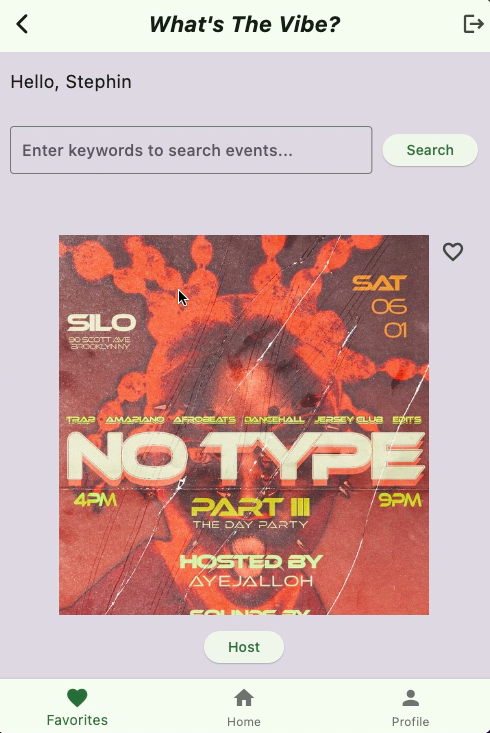 What's The Vibe?
Hello, Stephin
Enter keywords to search events...
Search
SAT
06
01
SILO
90 SCOTT AVE
BROOKLYN NY
TRAP AMAPIANO AFROBEATS DANCEHALL JERSEY CLUB EDITS
NO TYPE
4PM
9PM
PART III
THE DAY PARTY
HOSTED BY
AYEJALLOH
SOUNDS BY
Host
Favorites
Home
Profile